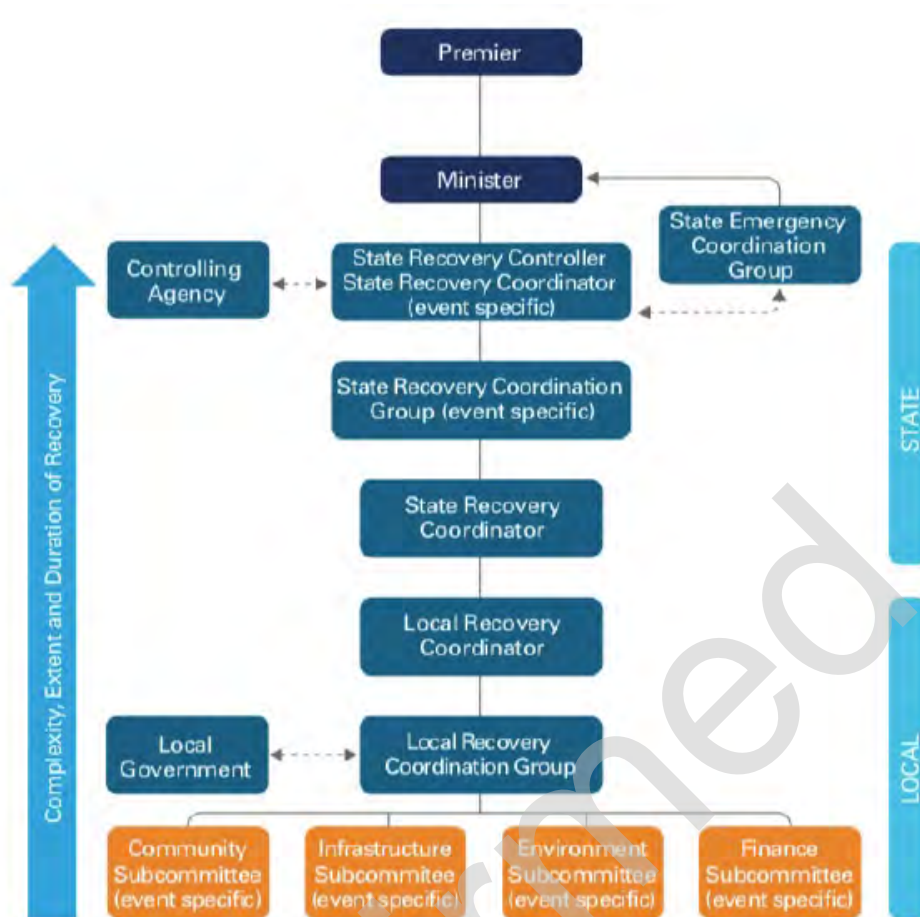 Premier
Minister
State Emergency
Coordination
Group
Controlling
Agency
State Recovery Controller
State Recovery Coordinator
(event specific)
State Recovery Coordination
Group (event specific)
State Recovery
Coordinator
Local Recovery
Coordinator
Local
Government
Local Recovery
Coordination Group
Community
Subcommittee
(event specific)
Infrastructure
Subcommitee
(event specific)
Environment
Subcommittee
(event specific)
Finance
Subcommittee
(event specific)
Complexity, Extent and Duration of Recovery
STATE
LOCAL
rmed